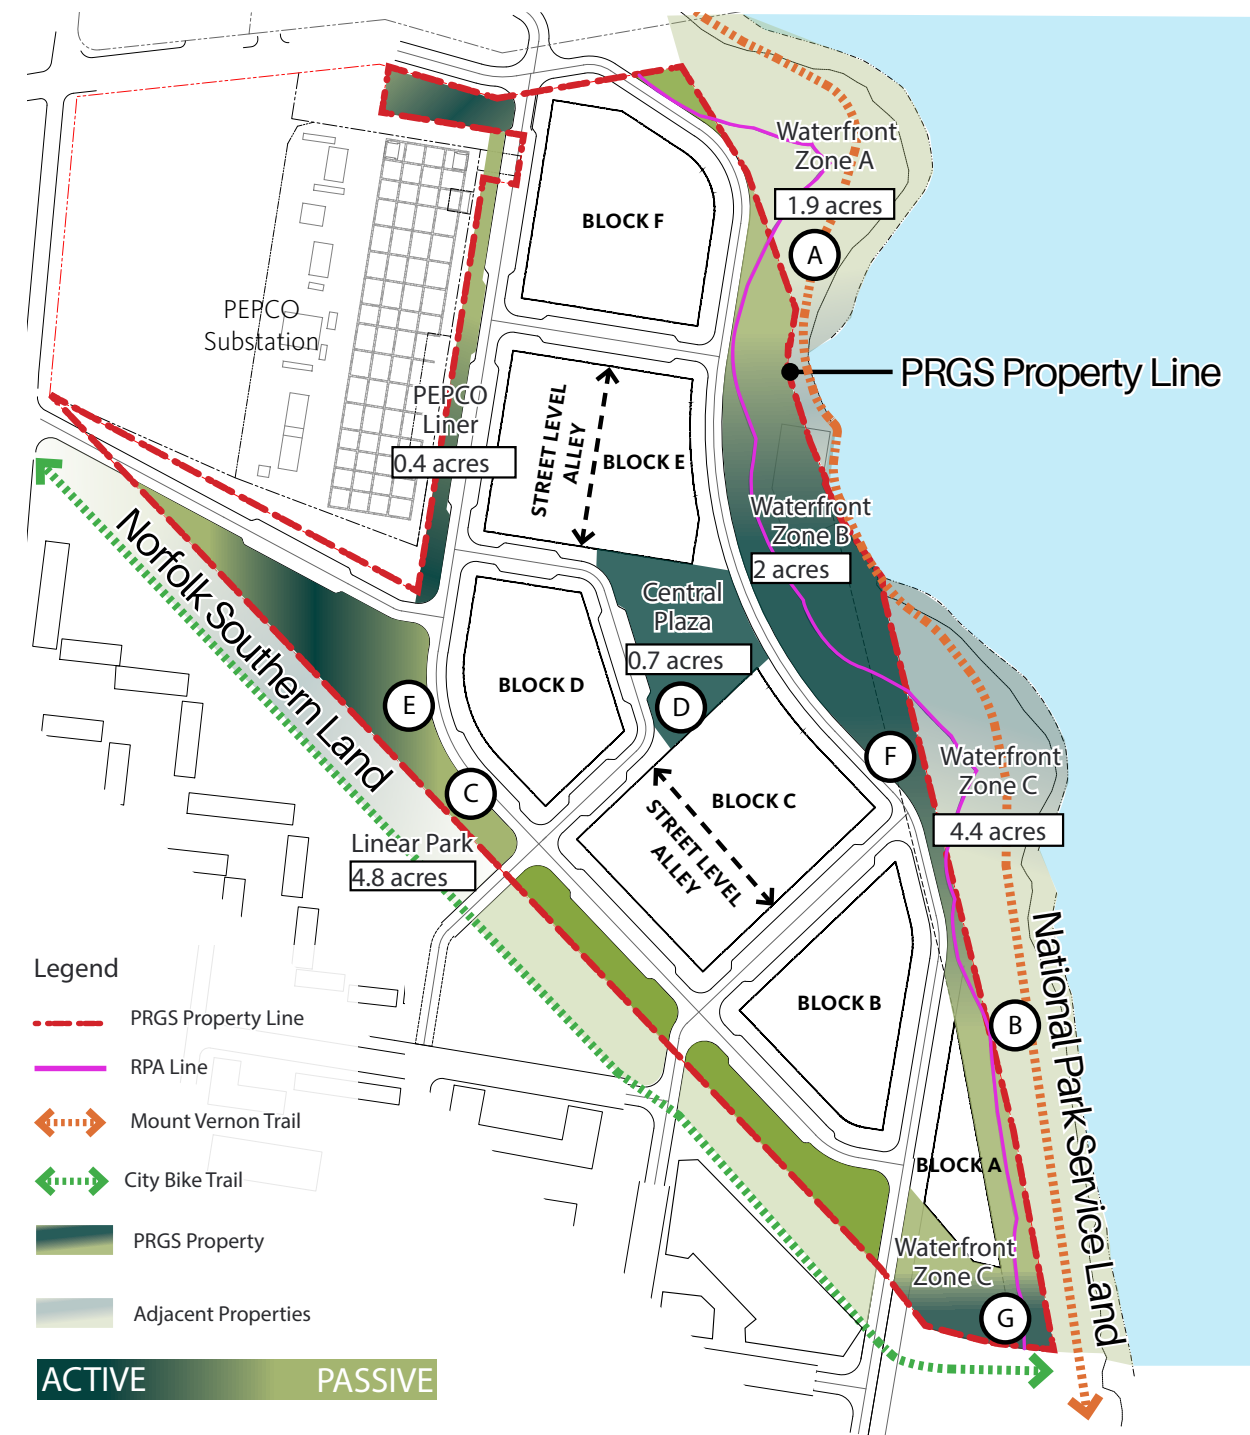 Waterfront
Zone A
1.9 acres
A
BLOCK F
PEPCO
Substation
PRGS Property Line
PEPCO
Liner
0.4 acres
STREET LEVEL
ALLEY
BLOCK E
Waterfront
Zone B
2 acres
Norfolk Southern Land
Central
Plaza
0.7 acres
BLOCK D
D
E
F
Waterfront
Zone C
4.4 acres
C
BLOCK C
STREET LEVEL
ALLEY
Linear Park
4.8 acres
National Park Service Land
BLOCK B
B
BLOCK A
Waterfront
Zone C
G
Legend
PRGS Property Line
RPA Line
Mount Vernon Trail
City Bike Trail
PRGS Property
Adjacent Properties
ACTIVE
PASSIVE